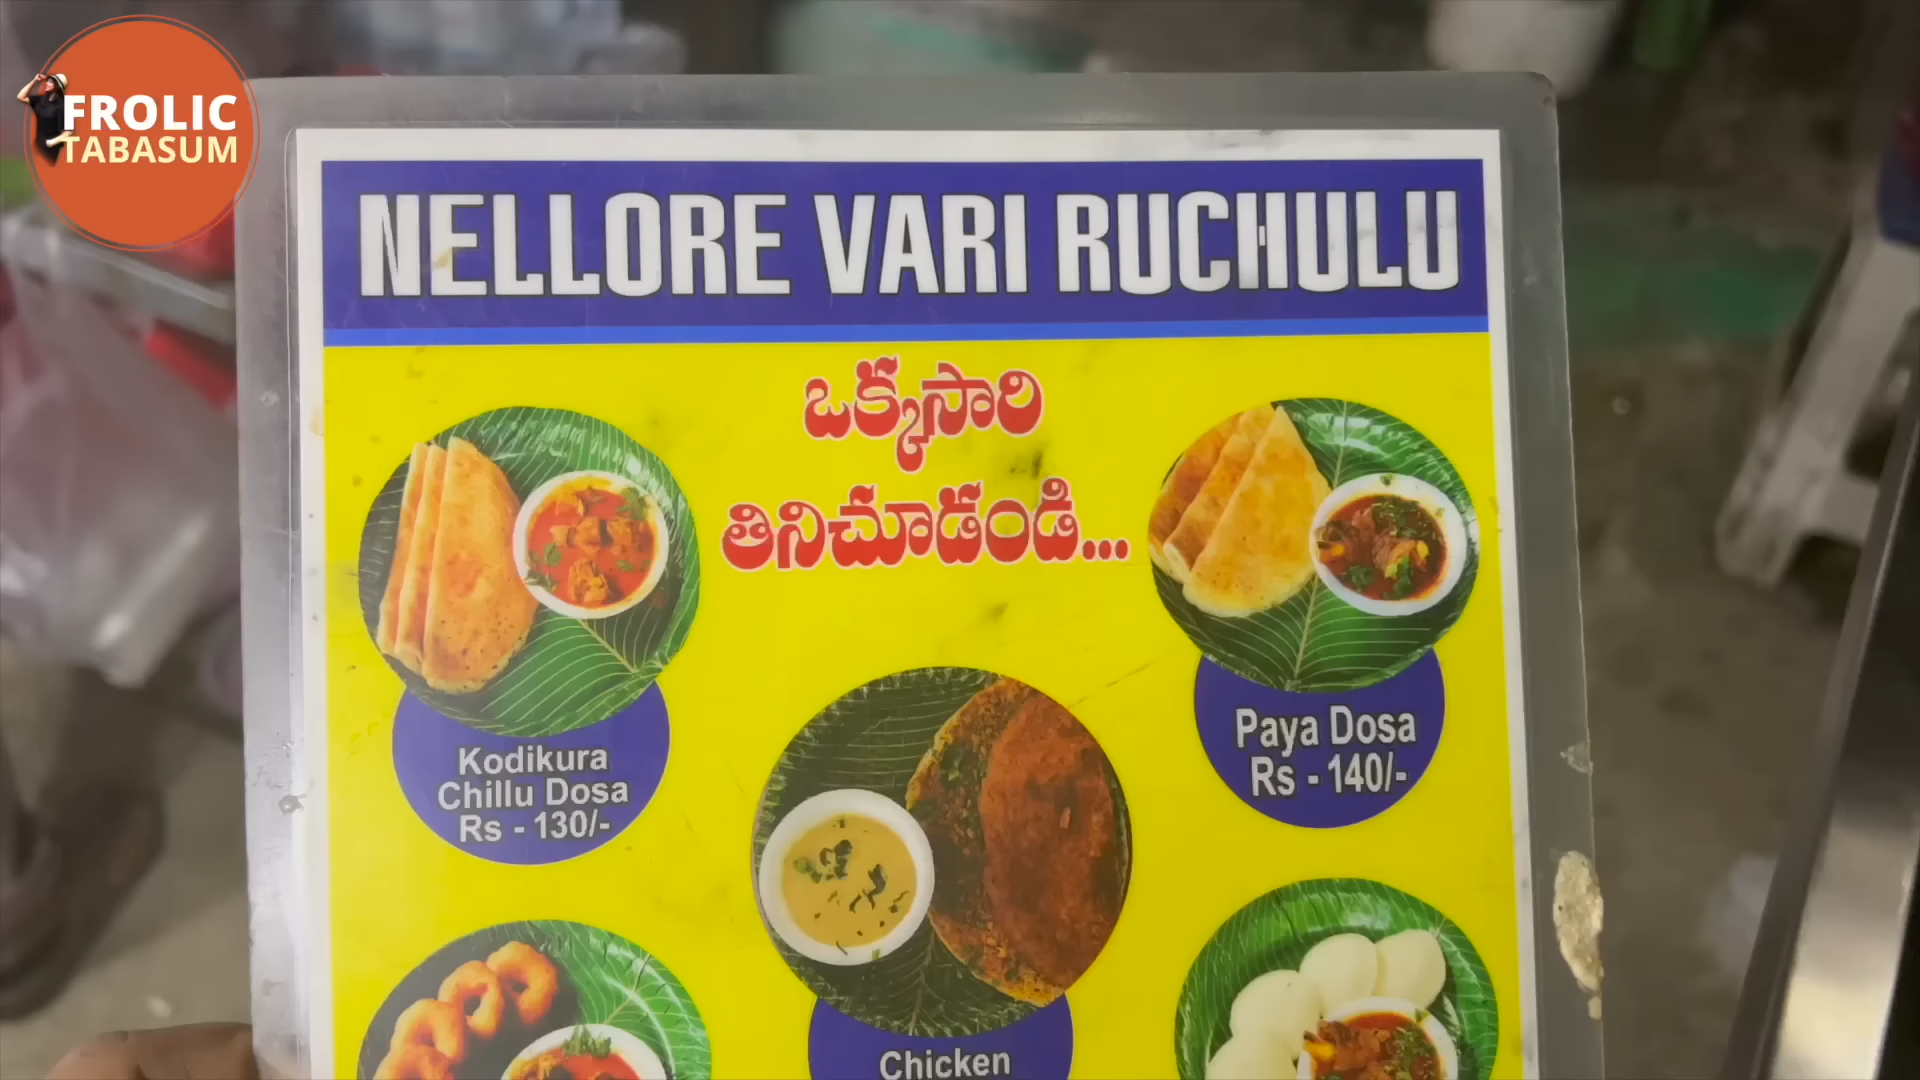 FROLIC
TABASUM
NELLORE VARI RUCHULU
ఒక్కసారి
తినిచూడండి...
Kodikura
Chillu Dosa
Rs - 130/-
Paya Dosa
Rs - 140/-
Chicken